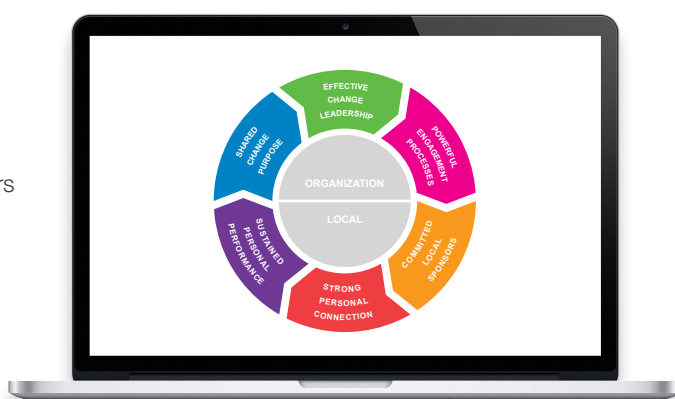 rs
EFFECTIVE
CHANGE
LEADERSHIP
POWERFUL
ENGAGEMENT
PROCESSES
COMMITTED
LOCAL
SPONSORS
STRONG
PERSONAL
CONNECTION
SUSTAINED
PERSONAL
PERFORMANCE
SHARED
CHANGE
PURPOSE
ORGANIZATION
LOCAL